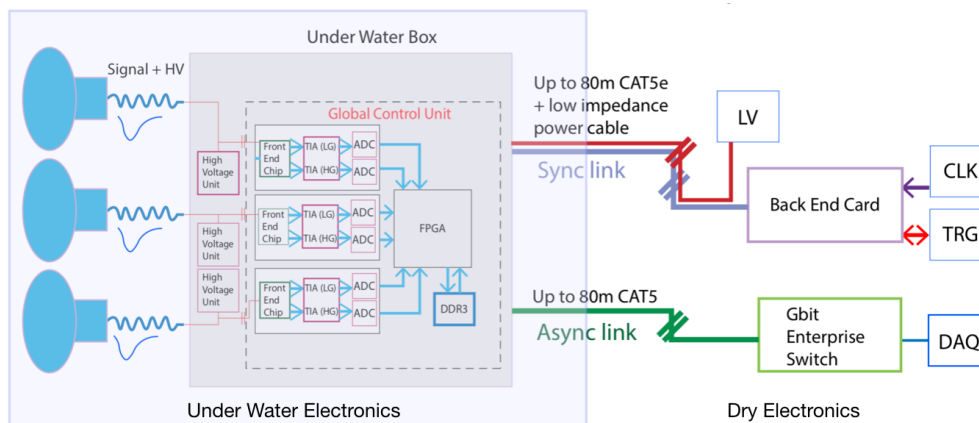 Under Water Box
Signal + HV
Global Control Unit
High
Voltage
Unit
Front
End
Chip
TIA (LG)
TIA (HG)
ADC
ADC
High
Voltage
Unit
Front
End
Chip
TIA (LG)
TIA (HG)
ADC
ADC
High
Voltage
Unit
Front
End
Chip
TIA (LG)
TIA (HG)
ADC
ADC
FPGA
DDR3
Up to 80m CAT5e
+ low impedance
power cable
Sync link
LV
Back End Card
CLK
TRG
Up to 80m CAT5
Async link
Gbit
Enterprise
Switch
DAQ
Under Water Electronics
Dry Electronics